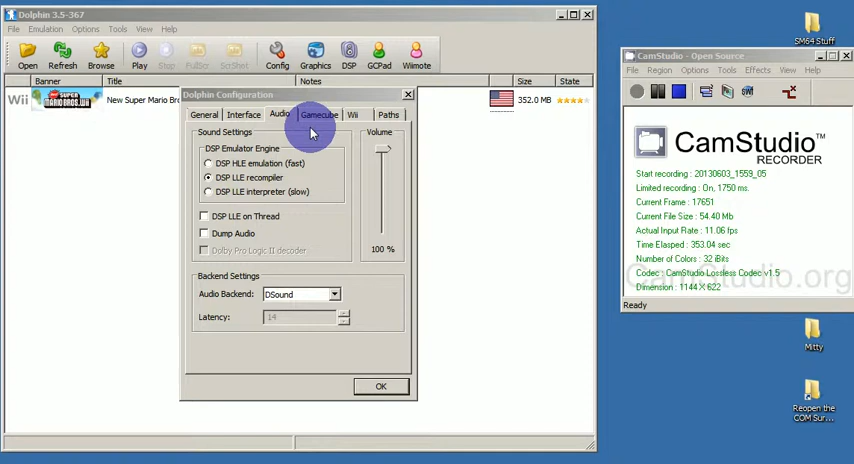 Dolphin 3.5-367
File Emulation Options Tools View Help
Open Refresh Browse Play Stop FullScr ScrShot Config Graphics DSP GCPad Wiimote
Banner Title Notes Size State
Wii New Super Mario Bro 352.0 MB
Dolphin Configuration
General Interface Audio Gamecube Wii Paths
Sound Settings
DSP Emulator Engine
DSP HLE emulation (fast)
DSP LLE recompiler
DSP LLE interpreter (slow)
DSP LLE on Thread
Dump Audio
Dolby Pro Logic II decoder
Volume
100 %
Backend Settings
Audio Backend: DSound
Latency: 14
OK
SM64 Stuff
CamStudio - Open Source
File Region Options Tools Effects View Help
CamStudio™
RECORDER
Start recording : 20130603_1559_05
Limited recording : On, 1750 ms.
Current Frame : 17651
Current File Size : 54.40 Mb
Actual Input Rate : 11.06 fps
Time Elasped : 353.04 sec
Number of Colors : 32 iBits
Codec : CamStudio Lossless Codec v1.5
Dimension : 1144 X 622
CamStudio.org
Ready
Mitty
Reopen the
COM Sur...